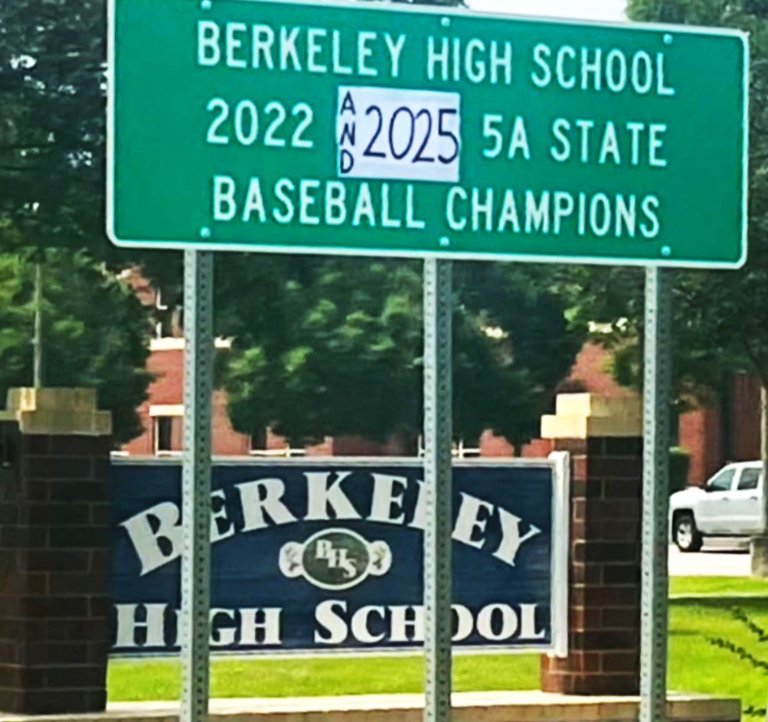 BERKELEY HIGH SCHOOL
2022 AND 2025 5A STATE
BASEBALL CHAMPIONS
BERKELEY
BHS
HIGH SCHOOL